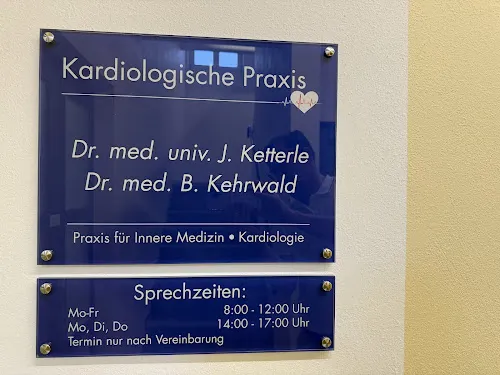 Kardiologische Praxis
Dr. med. univ. J. Ketterle
Dr. med. B. Kehrwald
Praxis für Innere Medizin • Kardiologie
Sprechzeiten:
Mo-Fr 8:00 - 12:00 Uhr
Mo, Di, Do 14:00 - 17:00 Uhr
Termin nur nach Vereinbarung